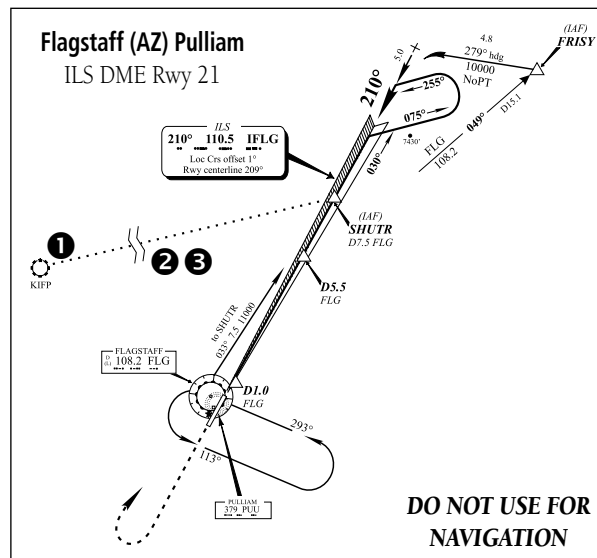 Flagstaff (AZ) Pulliam
ILS DME Rwy 21
(IAF)
FRISY
4.8
279° hdg
10000
NoPT
D15.1
049°
FLG
108.2
5.0
210°
255°
075°
7430'
030°
ILS
210° 110.5 IFLG
Loc Crs offset 1°
Rwy centerline 209°
(IAF)
SHUTR
D7.5 FLG
1
2 3
KIFP
D5.5
FLG
to SHUTR
033° 7.5 11000
FLAGSTAFF
D
(L) 108.2 FLG
D1.0
FLG
293°
113°
PULLIAM
379 PUU
DO NOT USE FOR
NAVIGATION